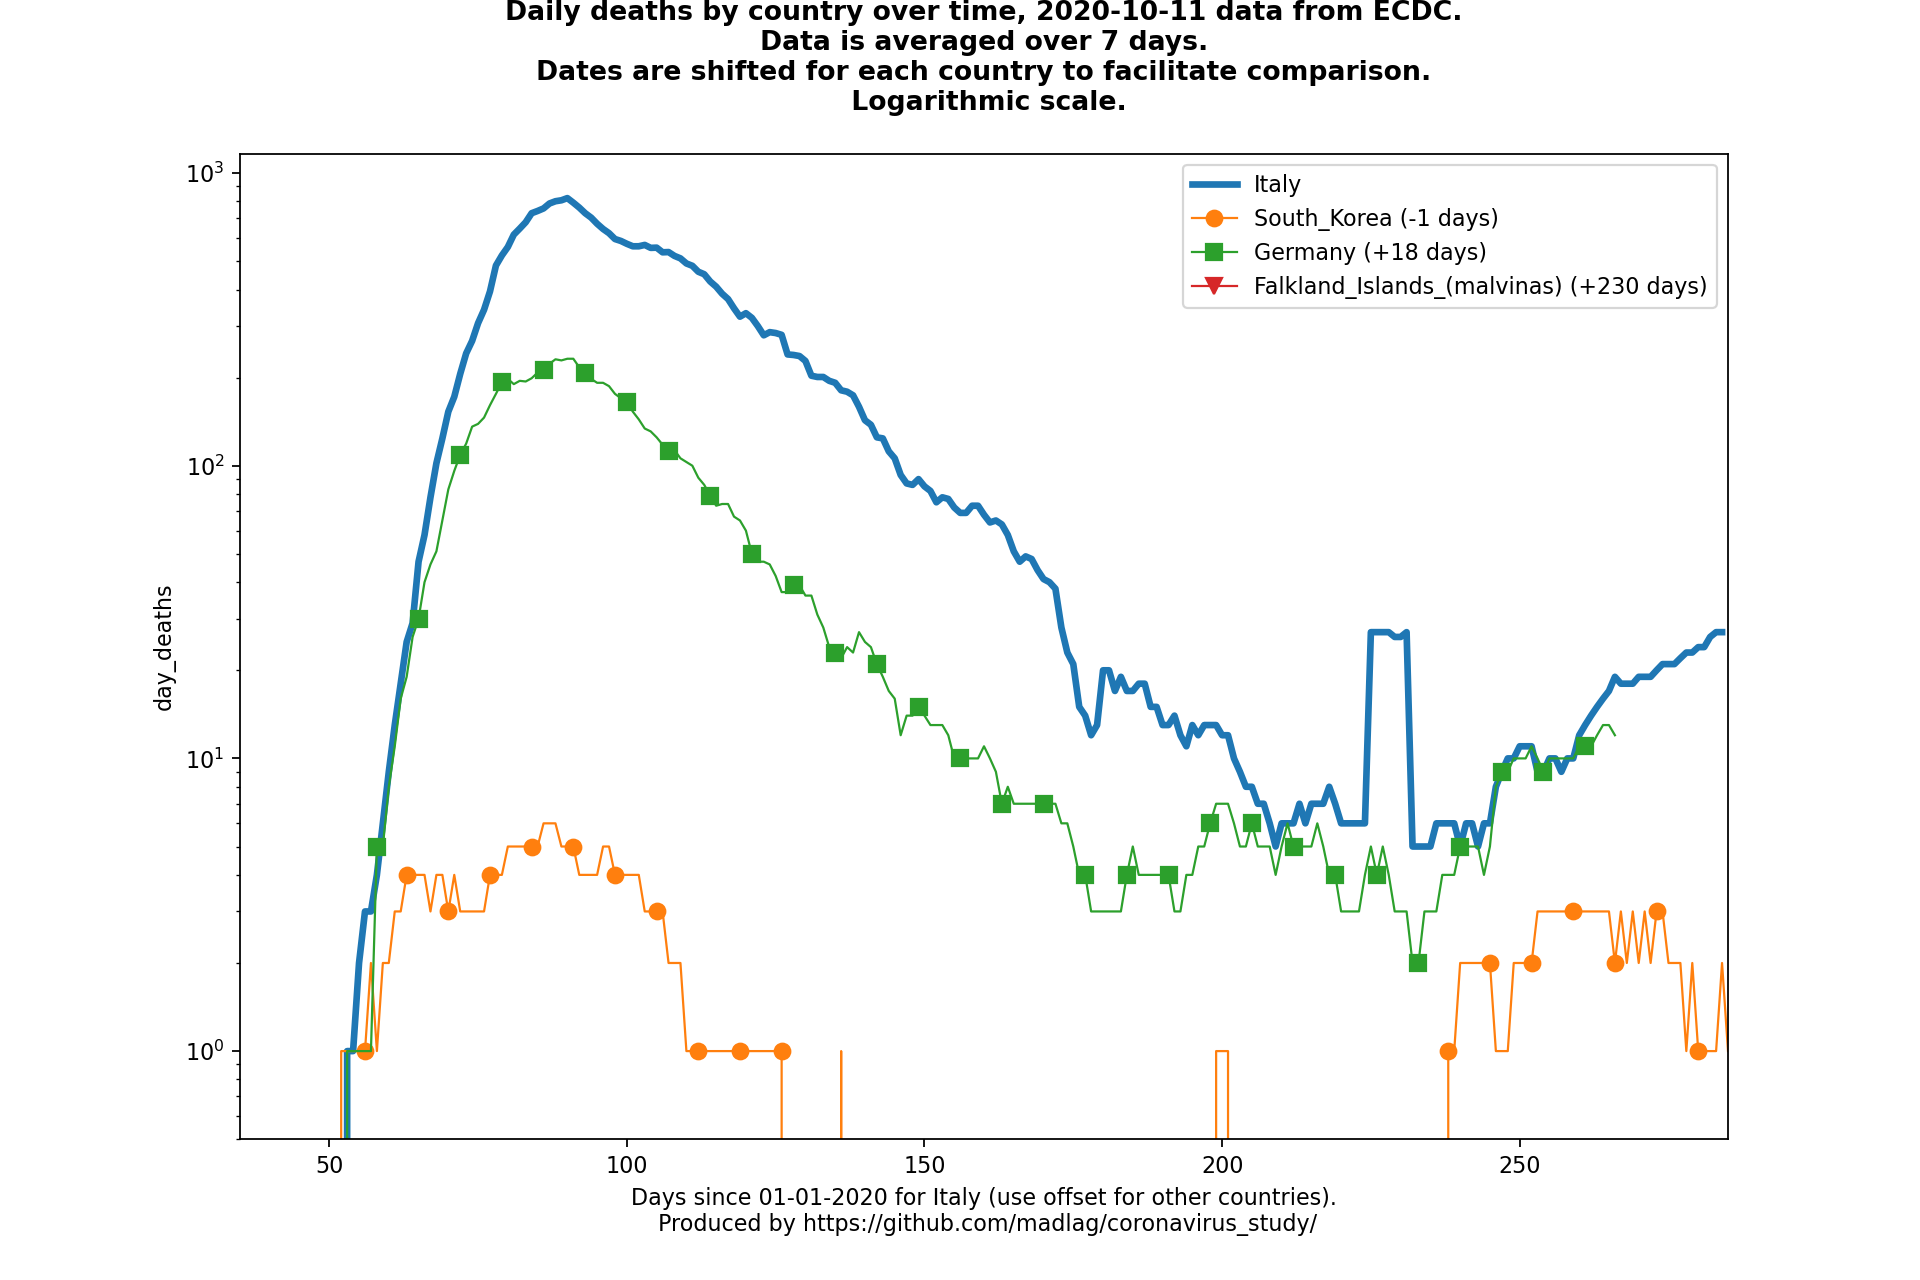 Daily deaths by country over time, 2020-10-11 data from ECDC.
Data is averaged over 7 days.
Dates are shifted for each country to facilitate comparison.
Logarithmic scale.
10³
10²
10¹
10⁰
day_deaths
Italy
South_Korea (-1 days)
Germany (+18 days)
Falkland_Islands_(malvinas) (+230 days)
50
100
150
200
250
Days since 01-01-2020 for Italy (use offset for other countries).
Produced by https://github.com/madlag/coronavirus_study/